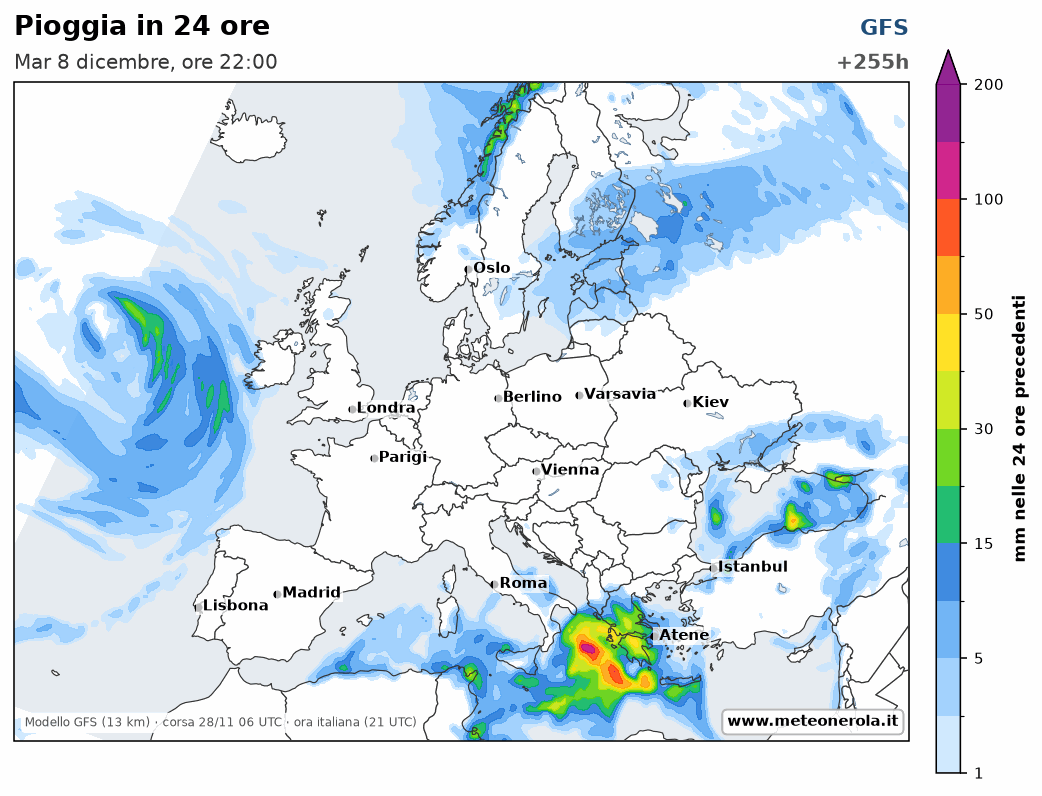 Pioggia in 24 ore
GFS
Mar 8 dicembre, ore 22:00
+255h
200
100
50
30
15
5
1
mm nelle 24 ore precedenti
Oslo
Berlino
Varsavia
Kiev
Londra
Parigi
Vienna
Istanbul
Roma
Madrid
Lisbona
Atene
Modello GFS (13 km) · corsa 28/11 06 UTC · ora italiana (21 UTC)
www.meteonerola.it